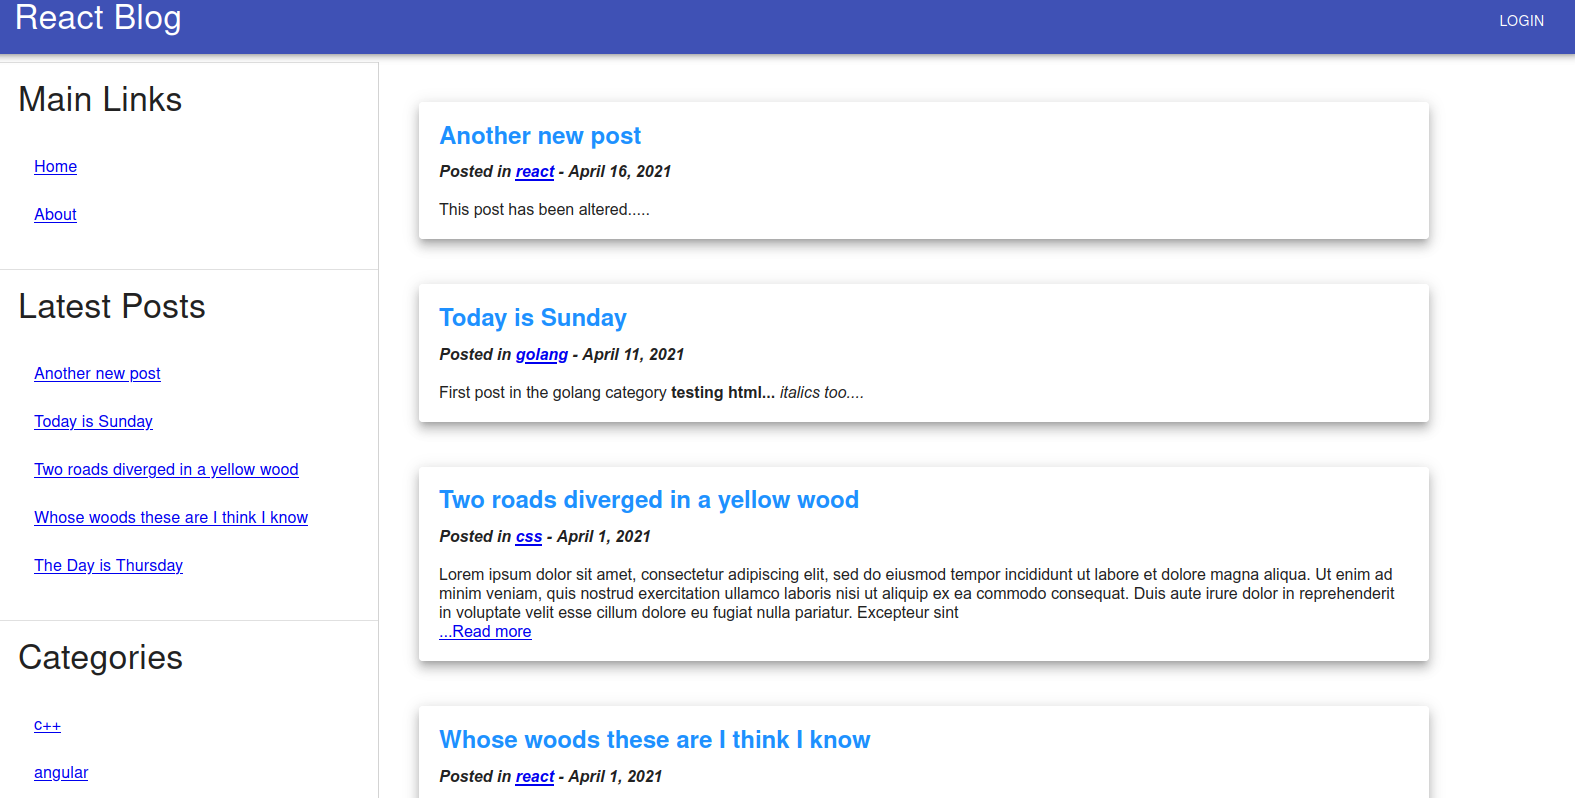 React Blog
LOGIN
Main Links
Home
About
Latest Posts
Another new post
Today is Sunday
Two roads diverged in a yellow wood
Whose woods these are I think I know
The Day is Thursday
Categories
c++
angular
Another new post
Posted in react - April 16, 2021
This post has been altered.....
Today is Sunday
Posted in golang - April 11, 2021
First post in the golang category testing html... italics too....
Two roads diverged in a yellow wood
Posted in css - April 1, 2021
Lorem ipsum dolor sit amet, consectetur adipiscing elit, sed do eiusmod tempor incididunt ut labore et dolore magna aliqua. Ut enim ad
minim veniam, quis nostrud exercitation ullamco laboris nisi ut aliquip ex ea commodo consequat. Duis aute irure dolor in reprehenderit
in voluptate velit esse cillum dolore eu fugiat nulla pariatur. Excepteur sint
...Read more
Whose woods these are I think I know
Posted in react - April 1, 2021